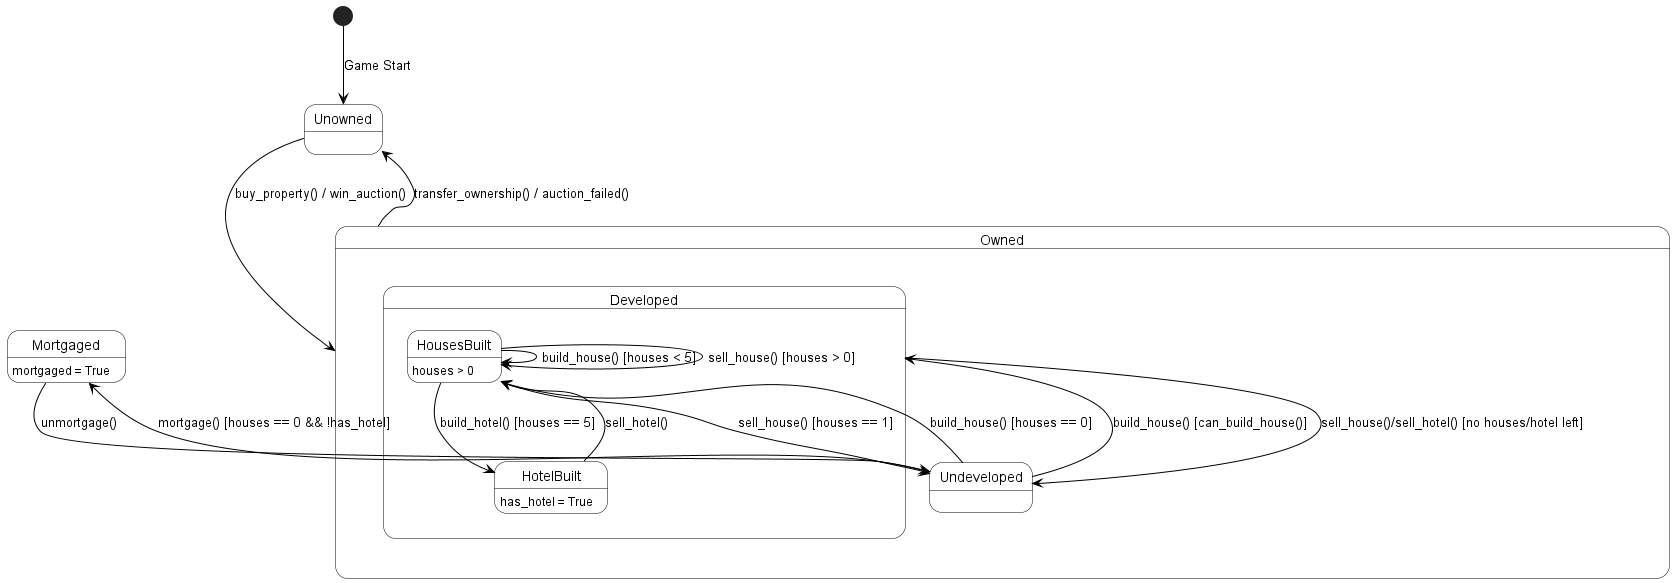 Game Start
Unowned
buy_property() / win_auction()
transfer_ownership() / auction_failed()
Owned
Developed
Mortgaged
mortgaged = True
HousesBuilt
houses > 0
build_house() [houses < 5]
sell_house() [houses > 0]
unmortgage()
mortgage() [houses == 0 && !has_hotel]
build_hotel() [houses == 5]
sell_hotel()
sell_house() [houses == 1]
build_house() [houses == 0]
build_house() [can_build_house()]
sell_house()/sell_hotel() [no houses/hotel left]
HotelBuilt
has_hotel = True
Undeveloped